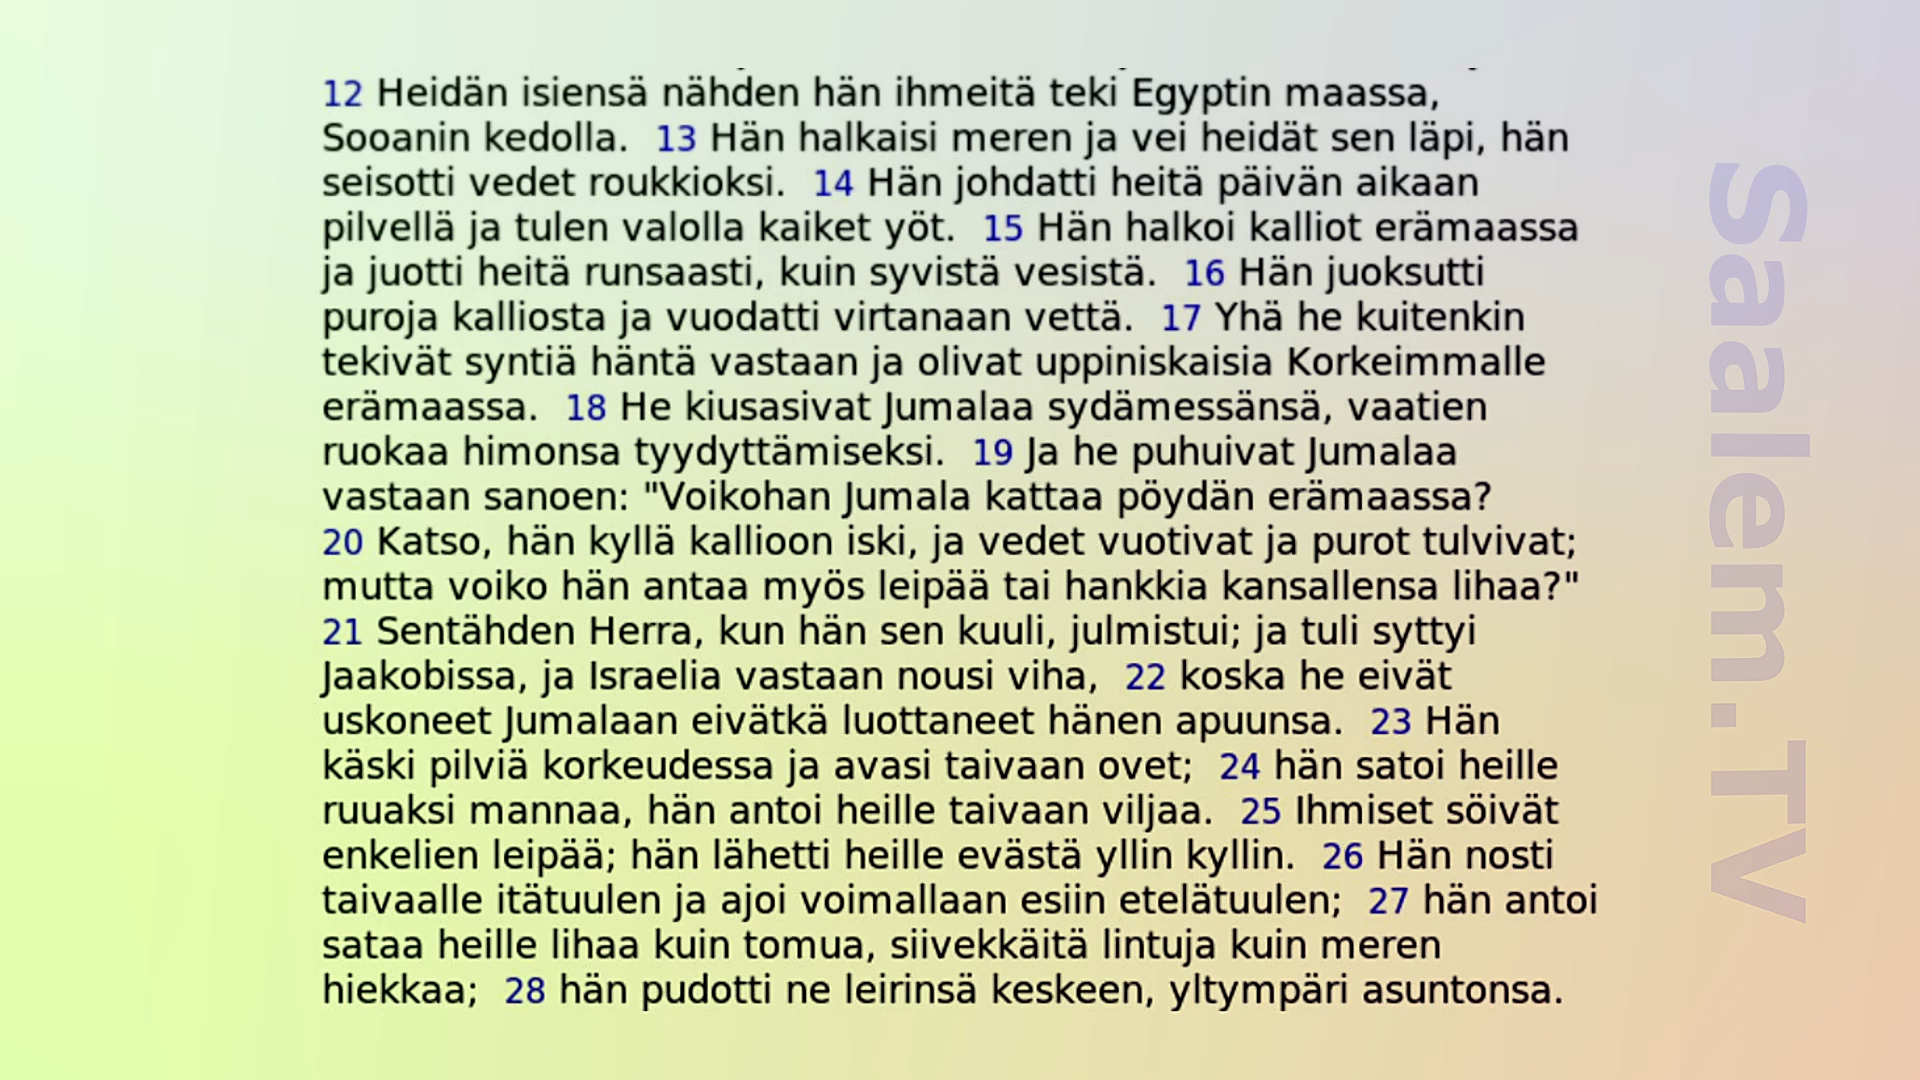 12 Heidän isiensä nähden hän ihmeitä teki Egyptin maassa,
Sooanin kedolla. 13 Hän halkaisi meren ja vei heidät sen läpi, hän
seisotti vedet roukkioksi. 14 Hän johdatti heitä päivän aikaan
pilvellä ja tulen valolla kaiket yöt. 15 Hän halkoi kalliot erämaassa
ja juotti heitä runsaasti, kuin syvistä vesistä. 16 Hän juoksutti
puroja kalliosta ja vuodatti virtanaan vettä. 17 Yhä he kuitenkin
tekivät syntiä häntä vastaan ja olivat uppiniskaisia Korkeimmalle
erämaassa. 18 He kiusasivat Jumalaa sydämessänsä, vaatien
ruokaa himonsa tyydyttämiseksi. 19 Ja he puhuivat Jumalaa
vastaan sanoen: "Voikohan Jumala kattaa pöydän erämaassa?
20 Katso, hän kyllä kallioon iski, ja vedet vuotivat ja purot tulvivat;
mutta voiko hän antaa myös leipää tai hankkia kansallensa lihaa?"
21 Sentähden Herra, kun hän sen kuuli, julmistui; ja tuli syttyi
Jaakobissa, ja Israelia vastaan nousi viha, 22 koska he eivät
uskoneet Jumalaan eivätkä luottaneet hänen apuunsa. 23 Hän
käski pilviä korkeudessa ja avasi taivaan ovet; 24 hän satoi heille
ruuaksi mannaa, hän antoi heille taivaan viljaa. 25 Ihmiset söivät
enkelien leipää; hän lähetti heille evästä yllin kyllin. 26 Hän nosti
taivaalle itätuulen ja ajoi voimallaan esiin etelätuulen; 27 hän antoi
sataa heille lihaa kuin tomua, siivekkäitä lintuja kuin meren
hiekkaa; 28 hän pudotti ne leirinsä keskeen, yltympäri asuntonsa.
Saalem.TV